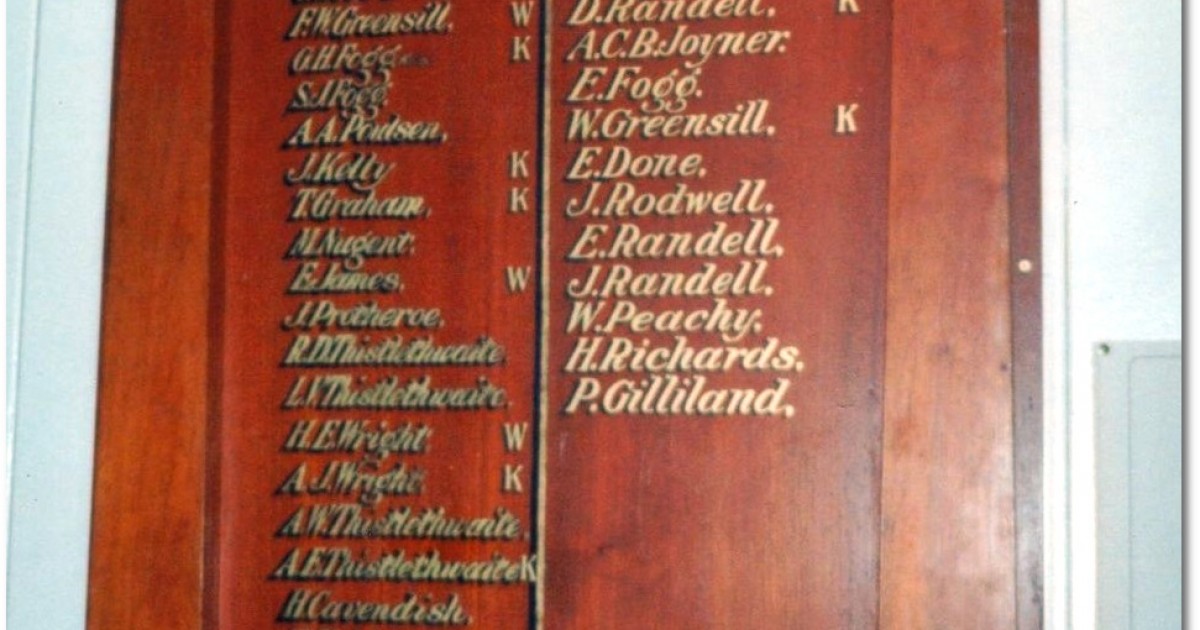 F.W.Greensill, W
G.H.Fogg K
S.J.Fogg.
A.A.Poulsen,
J.Kelly K
T.Graham, K
M.Nugent.
E.James, W
J.Protheroe,
R.D.Thistlethwaite
L.V.Thistlethwaite,
H.E.Wright W
A.J.Wright. K
A.W.Thistlethwaite,
A.E.Thistlethwaite K
H.Cavendish,
D.Randell, K
A.C.B.Joyner.
E.Fogg.
W.Greensill, K
E.Done,
J.Rodwell,
E.Randell,
J.Randell,
W.Peachy,
H.Richards,
P.Gilliland,